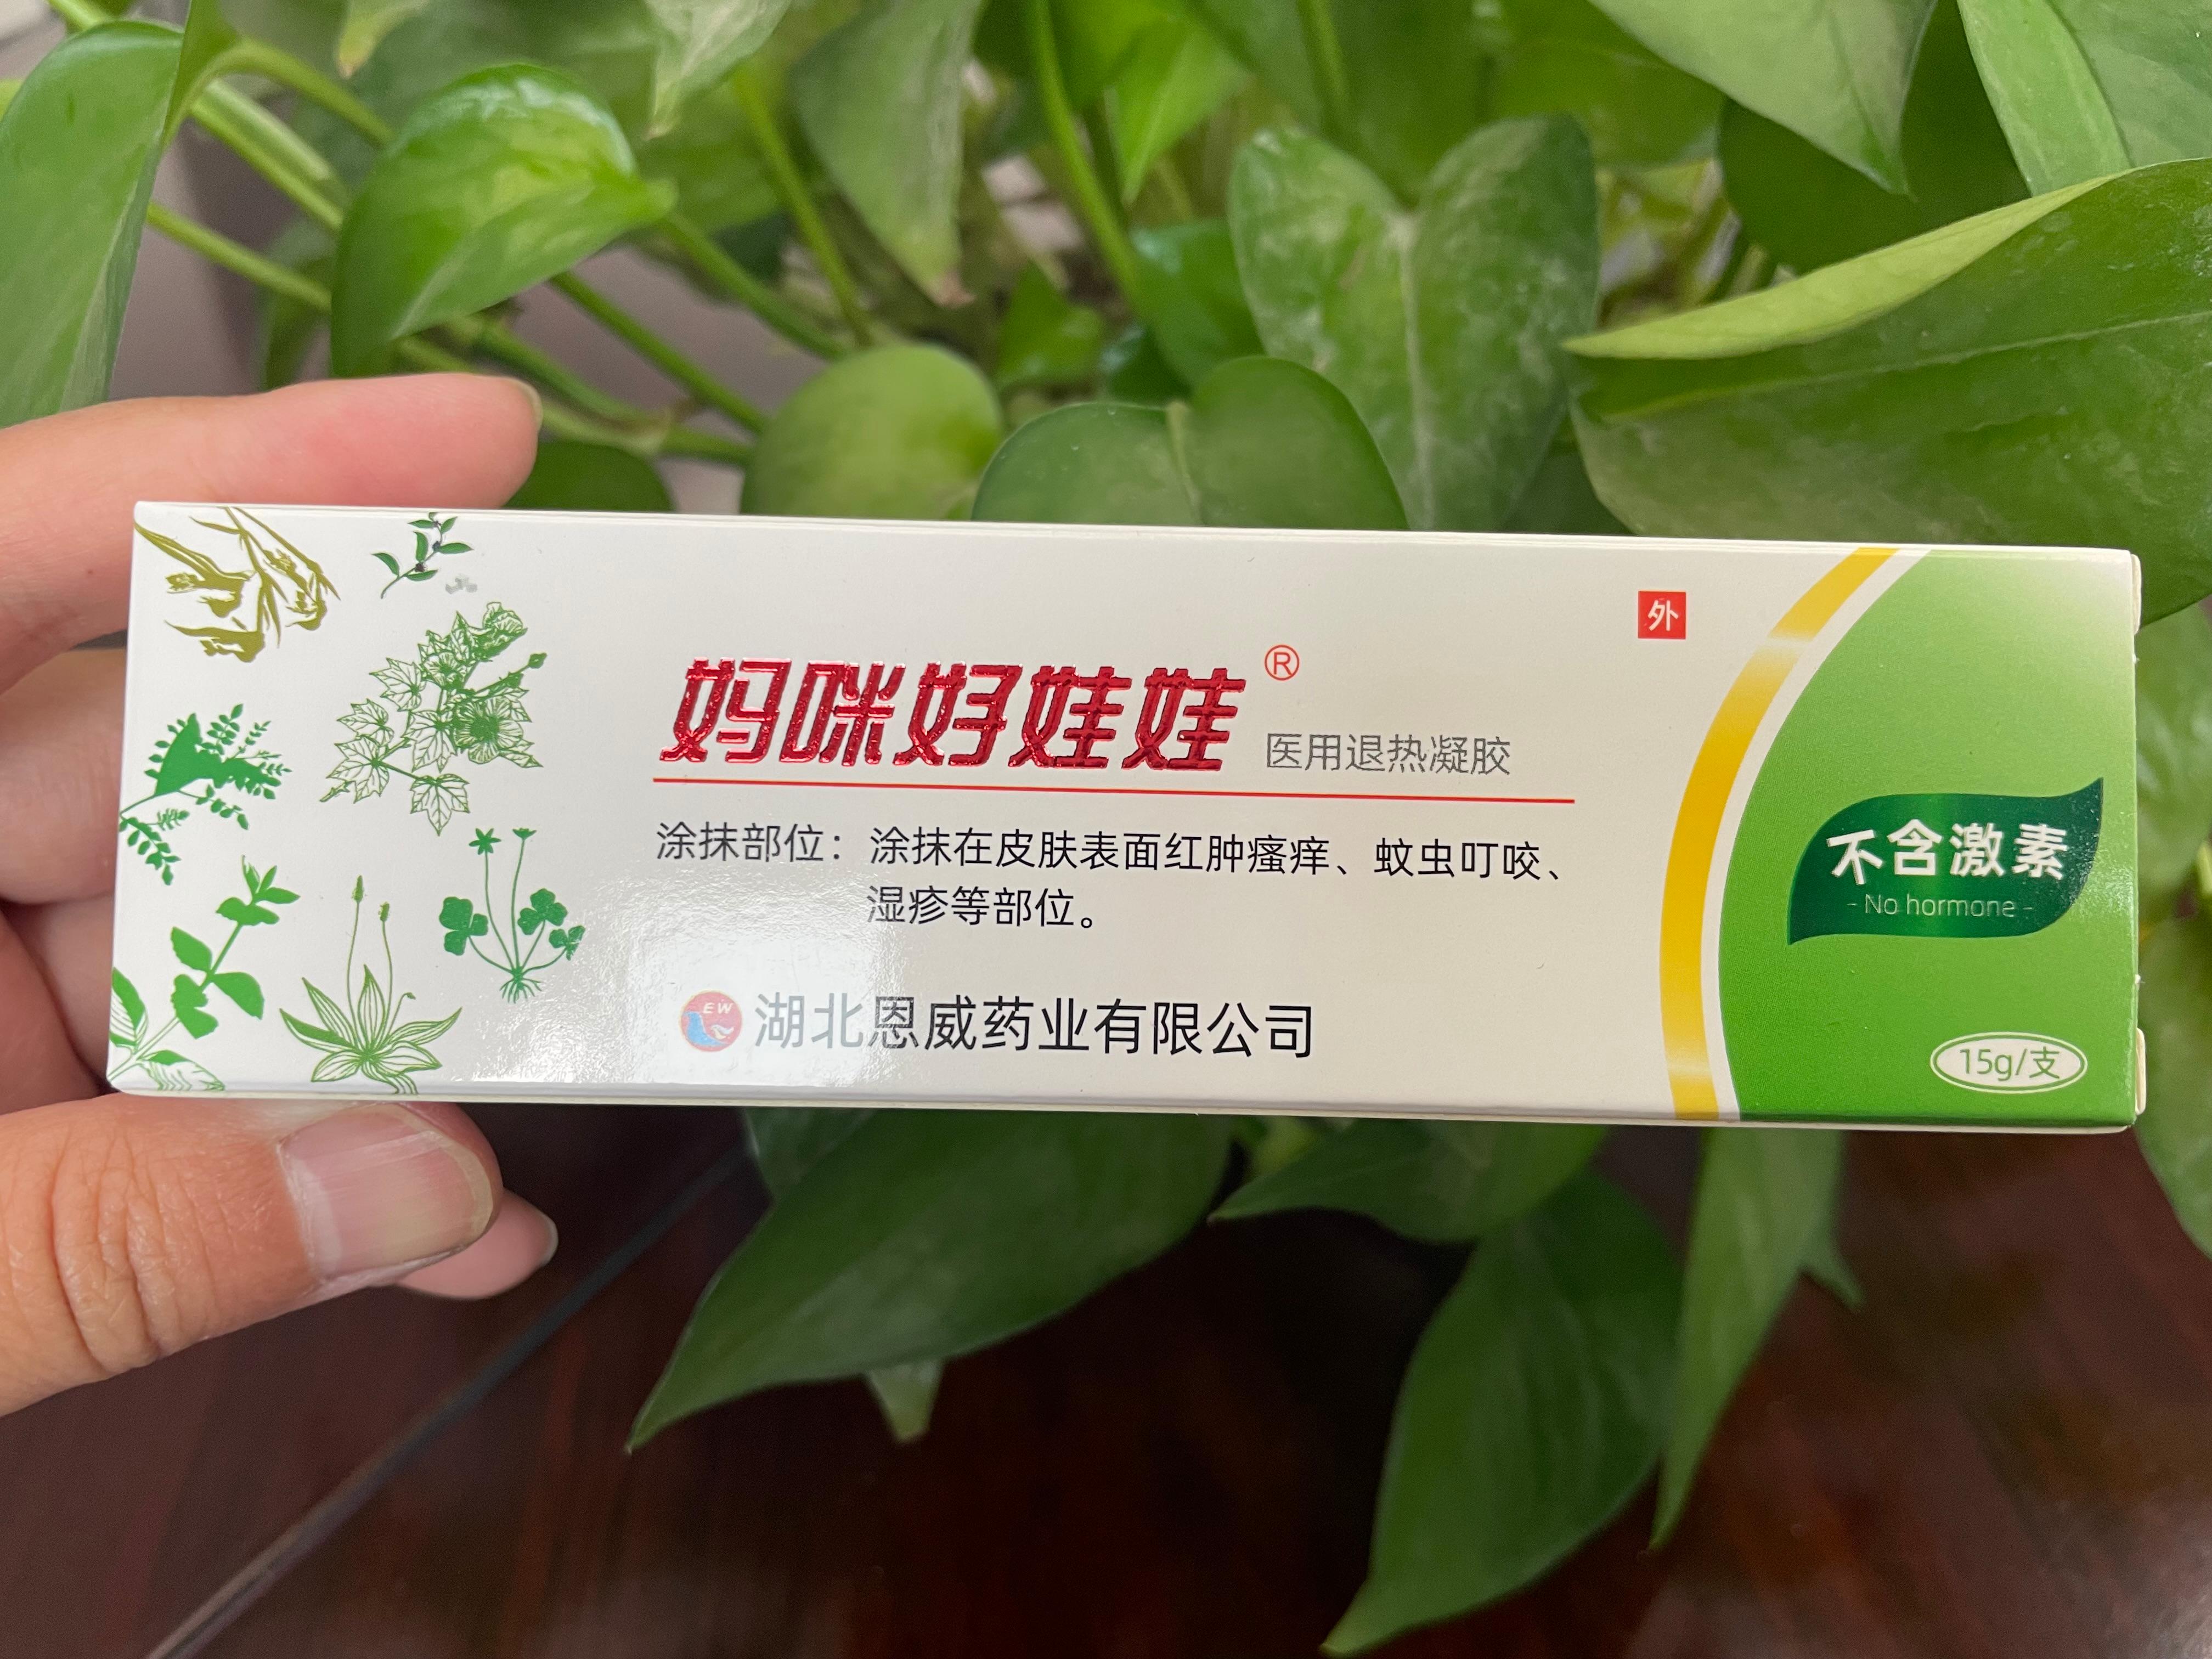 外
妈咪好娃娃®
医用退热凝胶
涂抹部位：涂抹在皮肤表面红肿瘙痒、蚊虫叮咬、
湿疹等部位。
EW
湖北恩威药业有限公司
不含激素
- No hormone -
15g/支